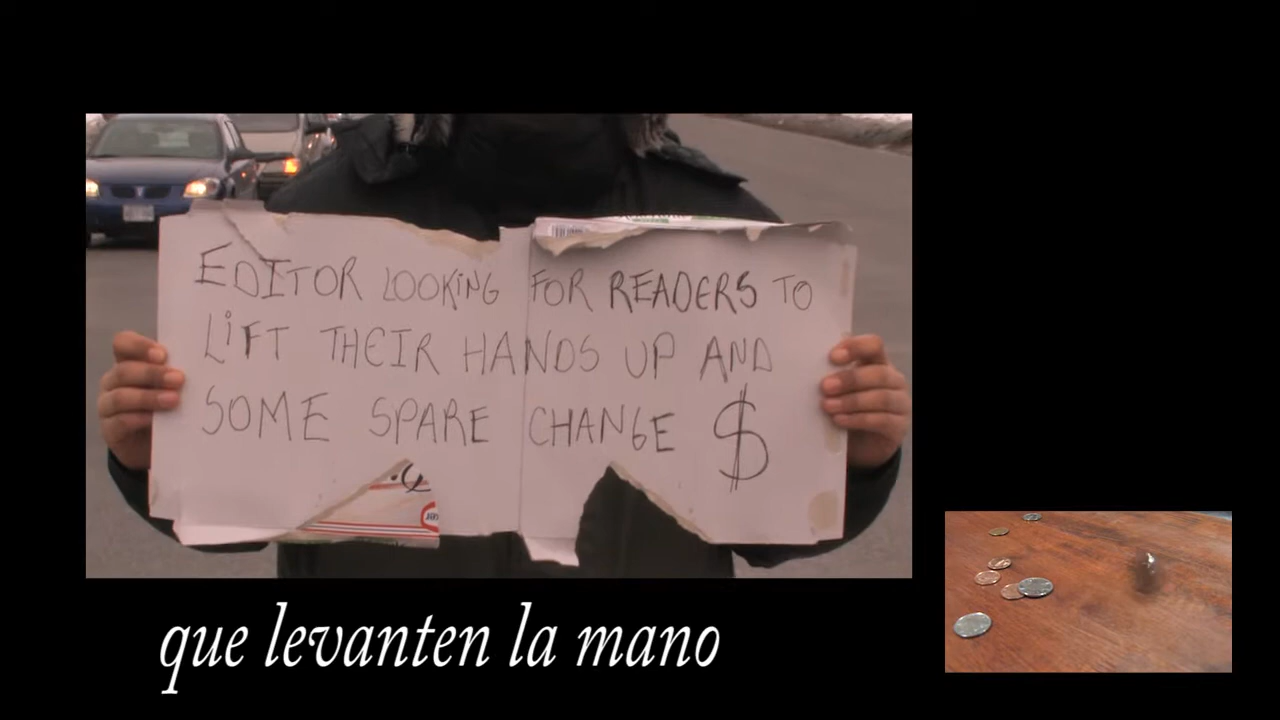 EDITOR LOOKING FOR READERS TO
LIFT THEIR HANDS UP AND
SOME SPARE CHANGE $
que levanten la mano